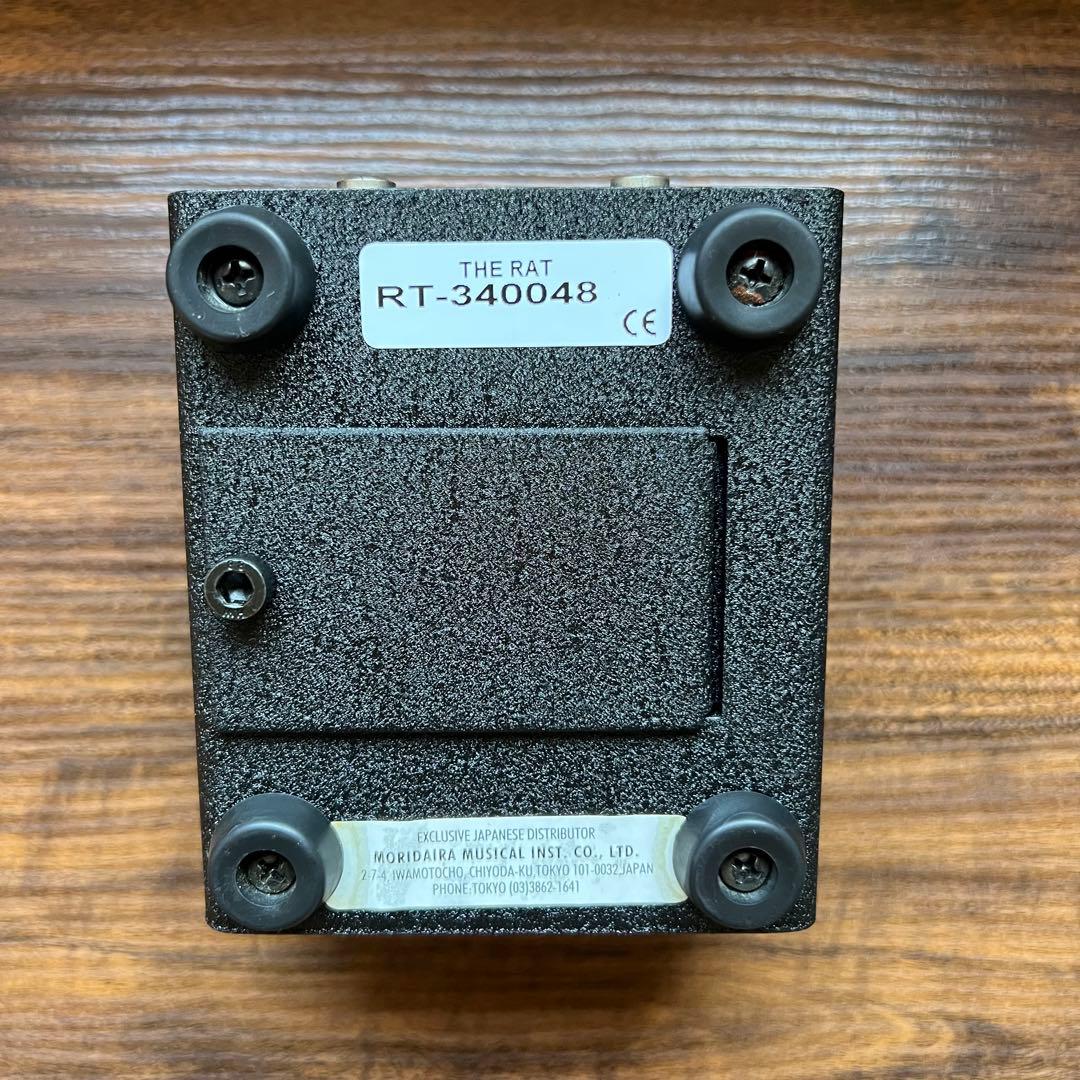 THE RAT
RT-340048
CE
EXCLUSIVE JAPANESE DISTRIBUTOR
MORIDAIRA MUSICAL INST. CO., LTD.
2-7-4, IWAMOTOCHO, CHIYODA-KU,TOKYO 101-0032,JAPAN
PHONE:TOKYO (03)3862-1641